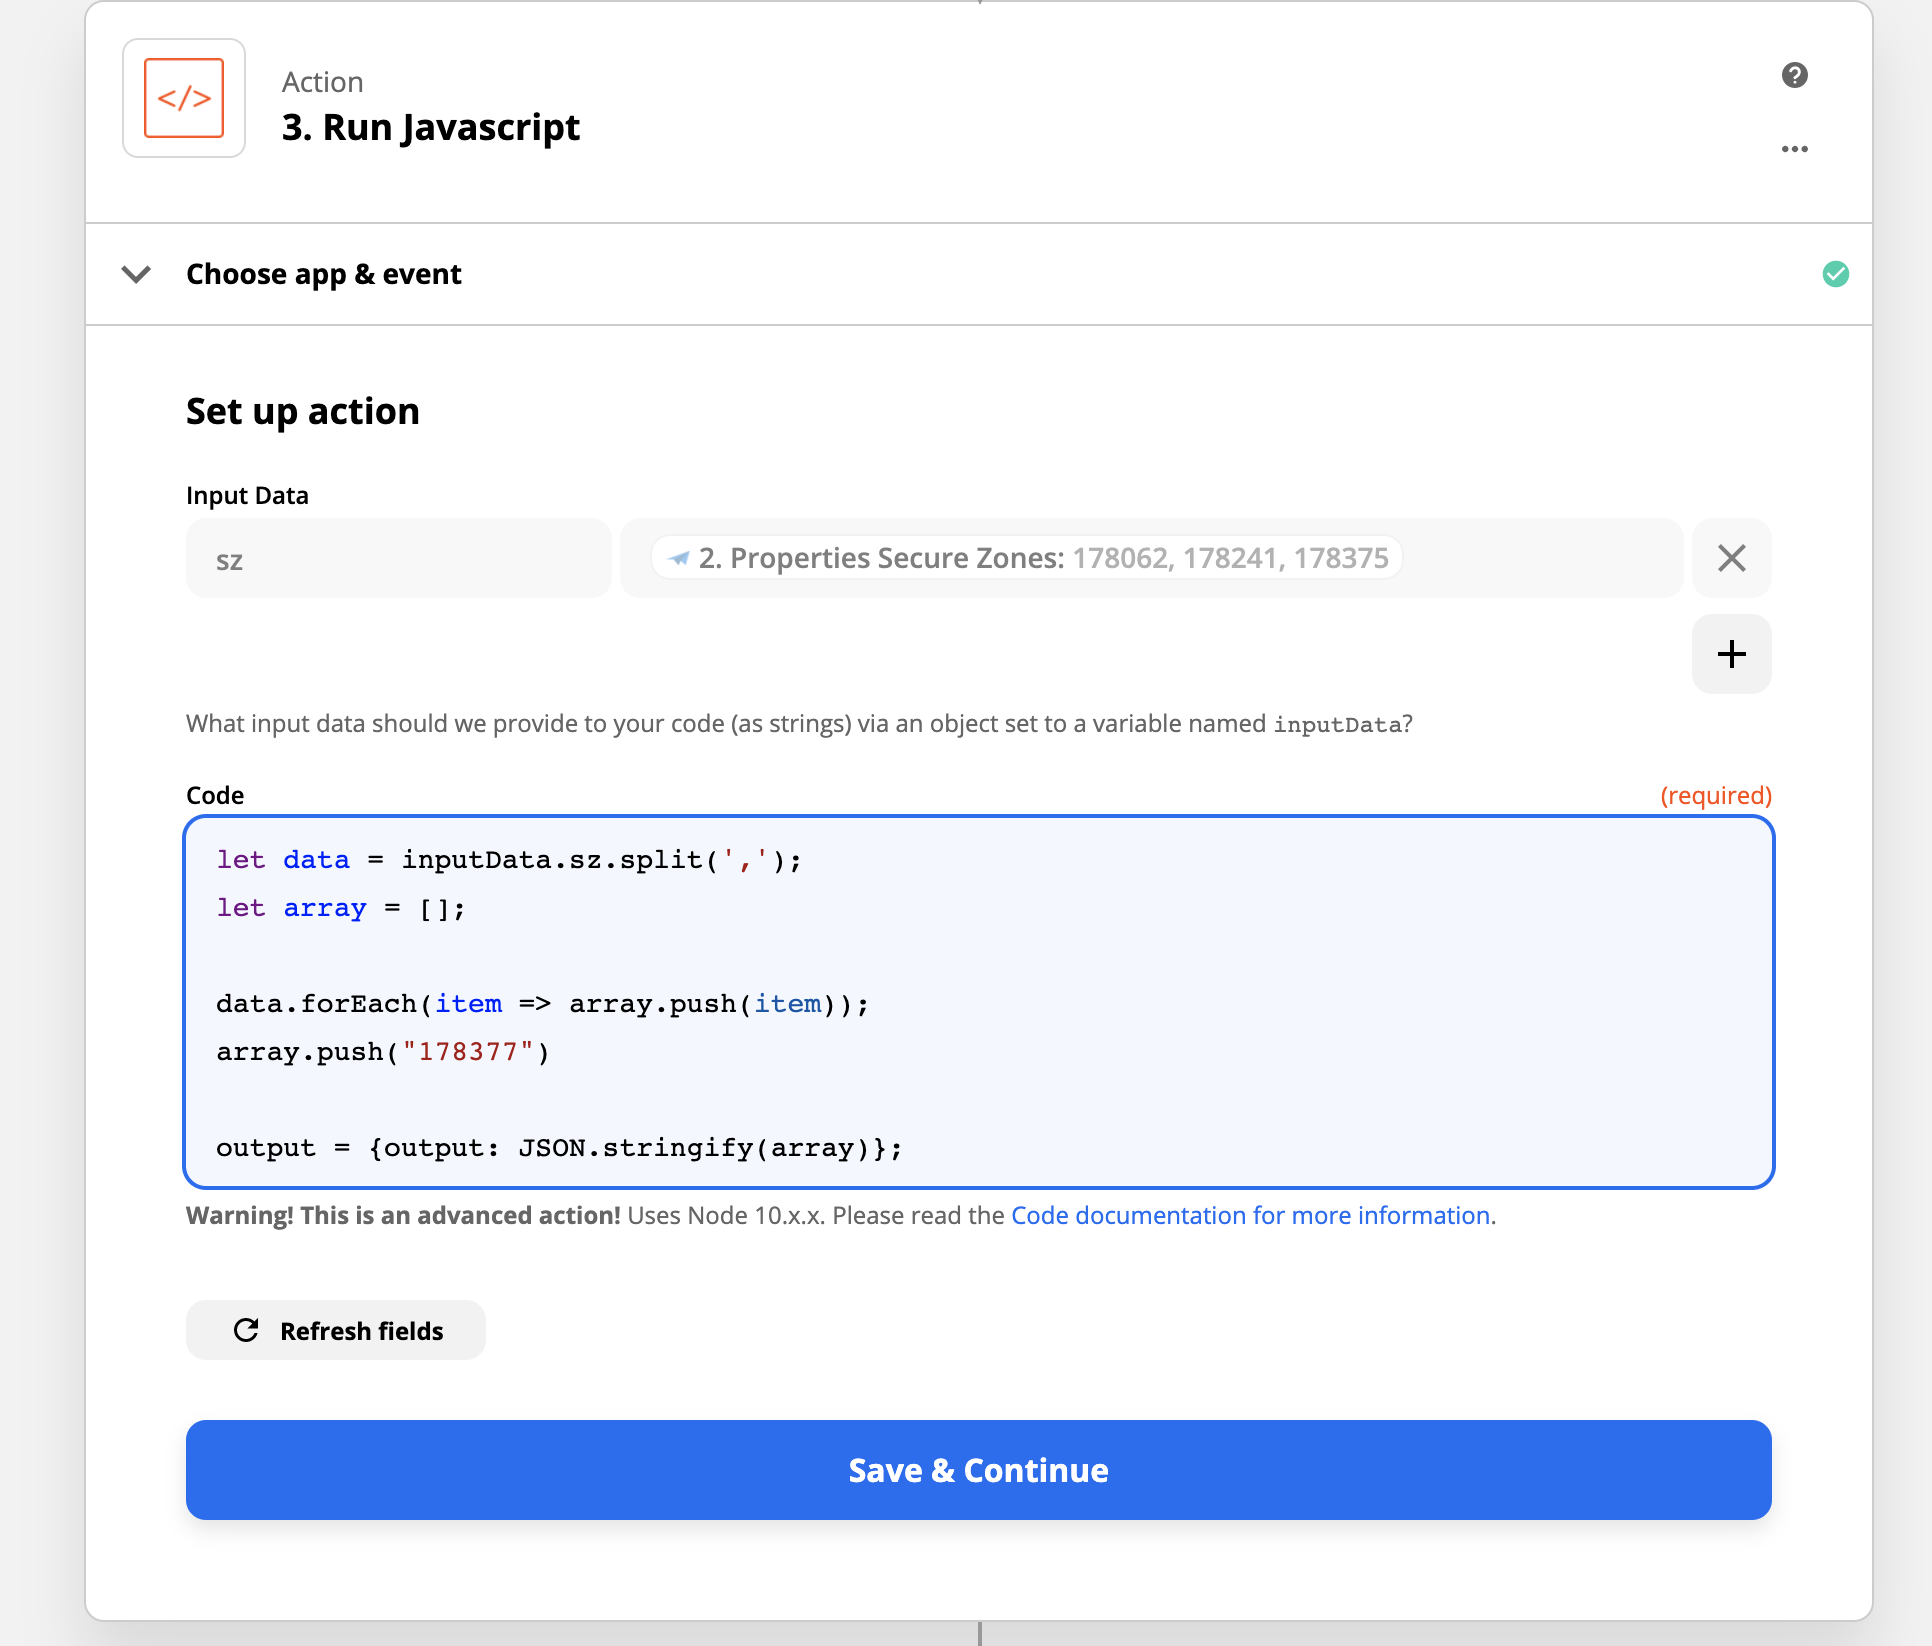 </>
Action
3. Run Javascript
Choose app & event
Set up action
Input Data
sz
2. Properties Secure Zones: 178062, 178241, 178375
What input data should we provide to your code (as strings) via an object set to a variable named inputData?
Code
(required)
let data = inputData.sz.split(',');
let array = [];
data.forEach(item => array.push(item));
array.push("178377")
output = {output: JSON.stringify(array)};
Warning! This is an advanced action! Uses Node 10.x.x. Please read the Code documentation for more information.
Refresh fields
Save & Continue